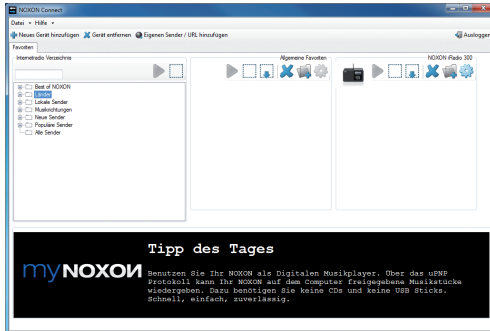 NOXON Connect
Datei Hilfe
Neues Gerät hinzufügen Gerät entfernen Eigenen Sender / URL hinzufügen Ausloggen
Favoriten
Internetradio Verzeichnis Allgemeine Favoriten NOXON iRadio 300
Best of NOXON
Länder
Lokale Sender
Musikrichtungen
Neue Sender
Populäre Sender
Alle Sender
Tipp des Tages
myNOXON
Benutzen Sie Ihr NOXON als Digitalen Musikplayer. Über das uPNP
Protokoll kann Ihr NOXON auf dem Computer freigegebene Musikstücke
wiedergeben. Dazu benötigen Sie keine CDs und keine USB Sticks.
Schnell, einfach, zuverlässig.